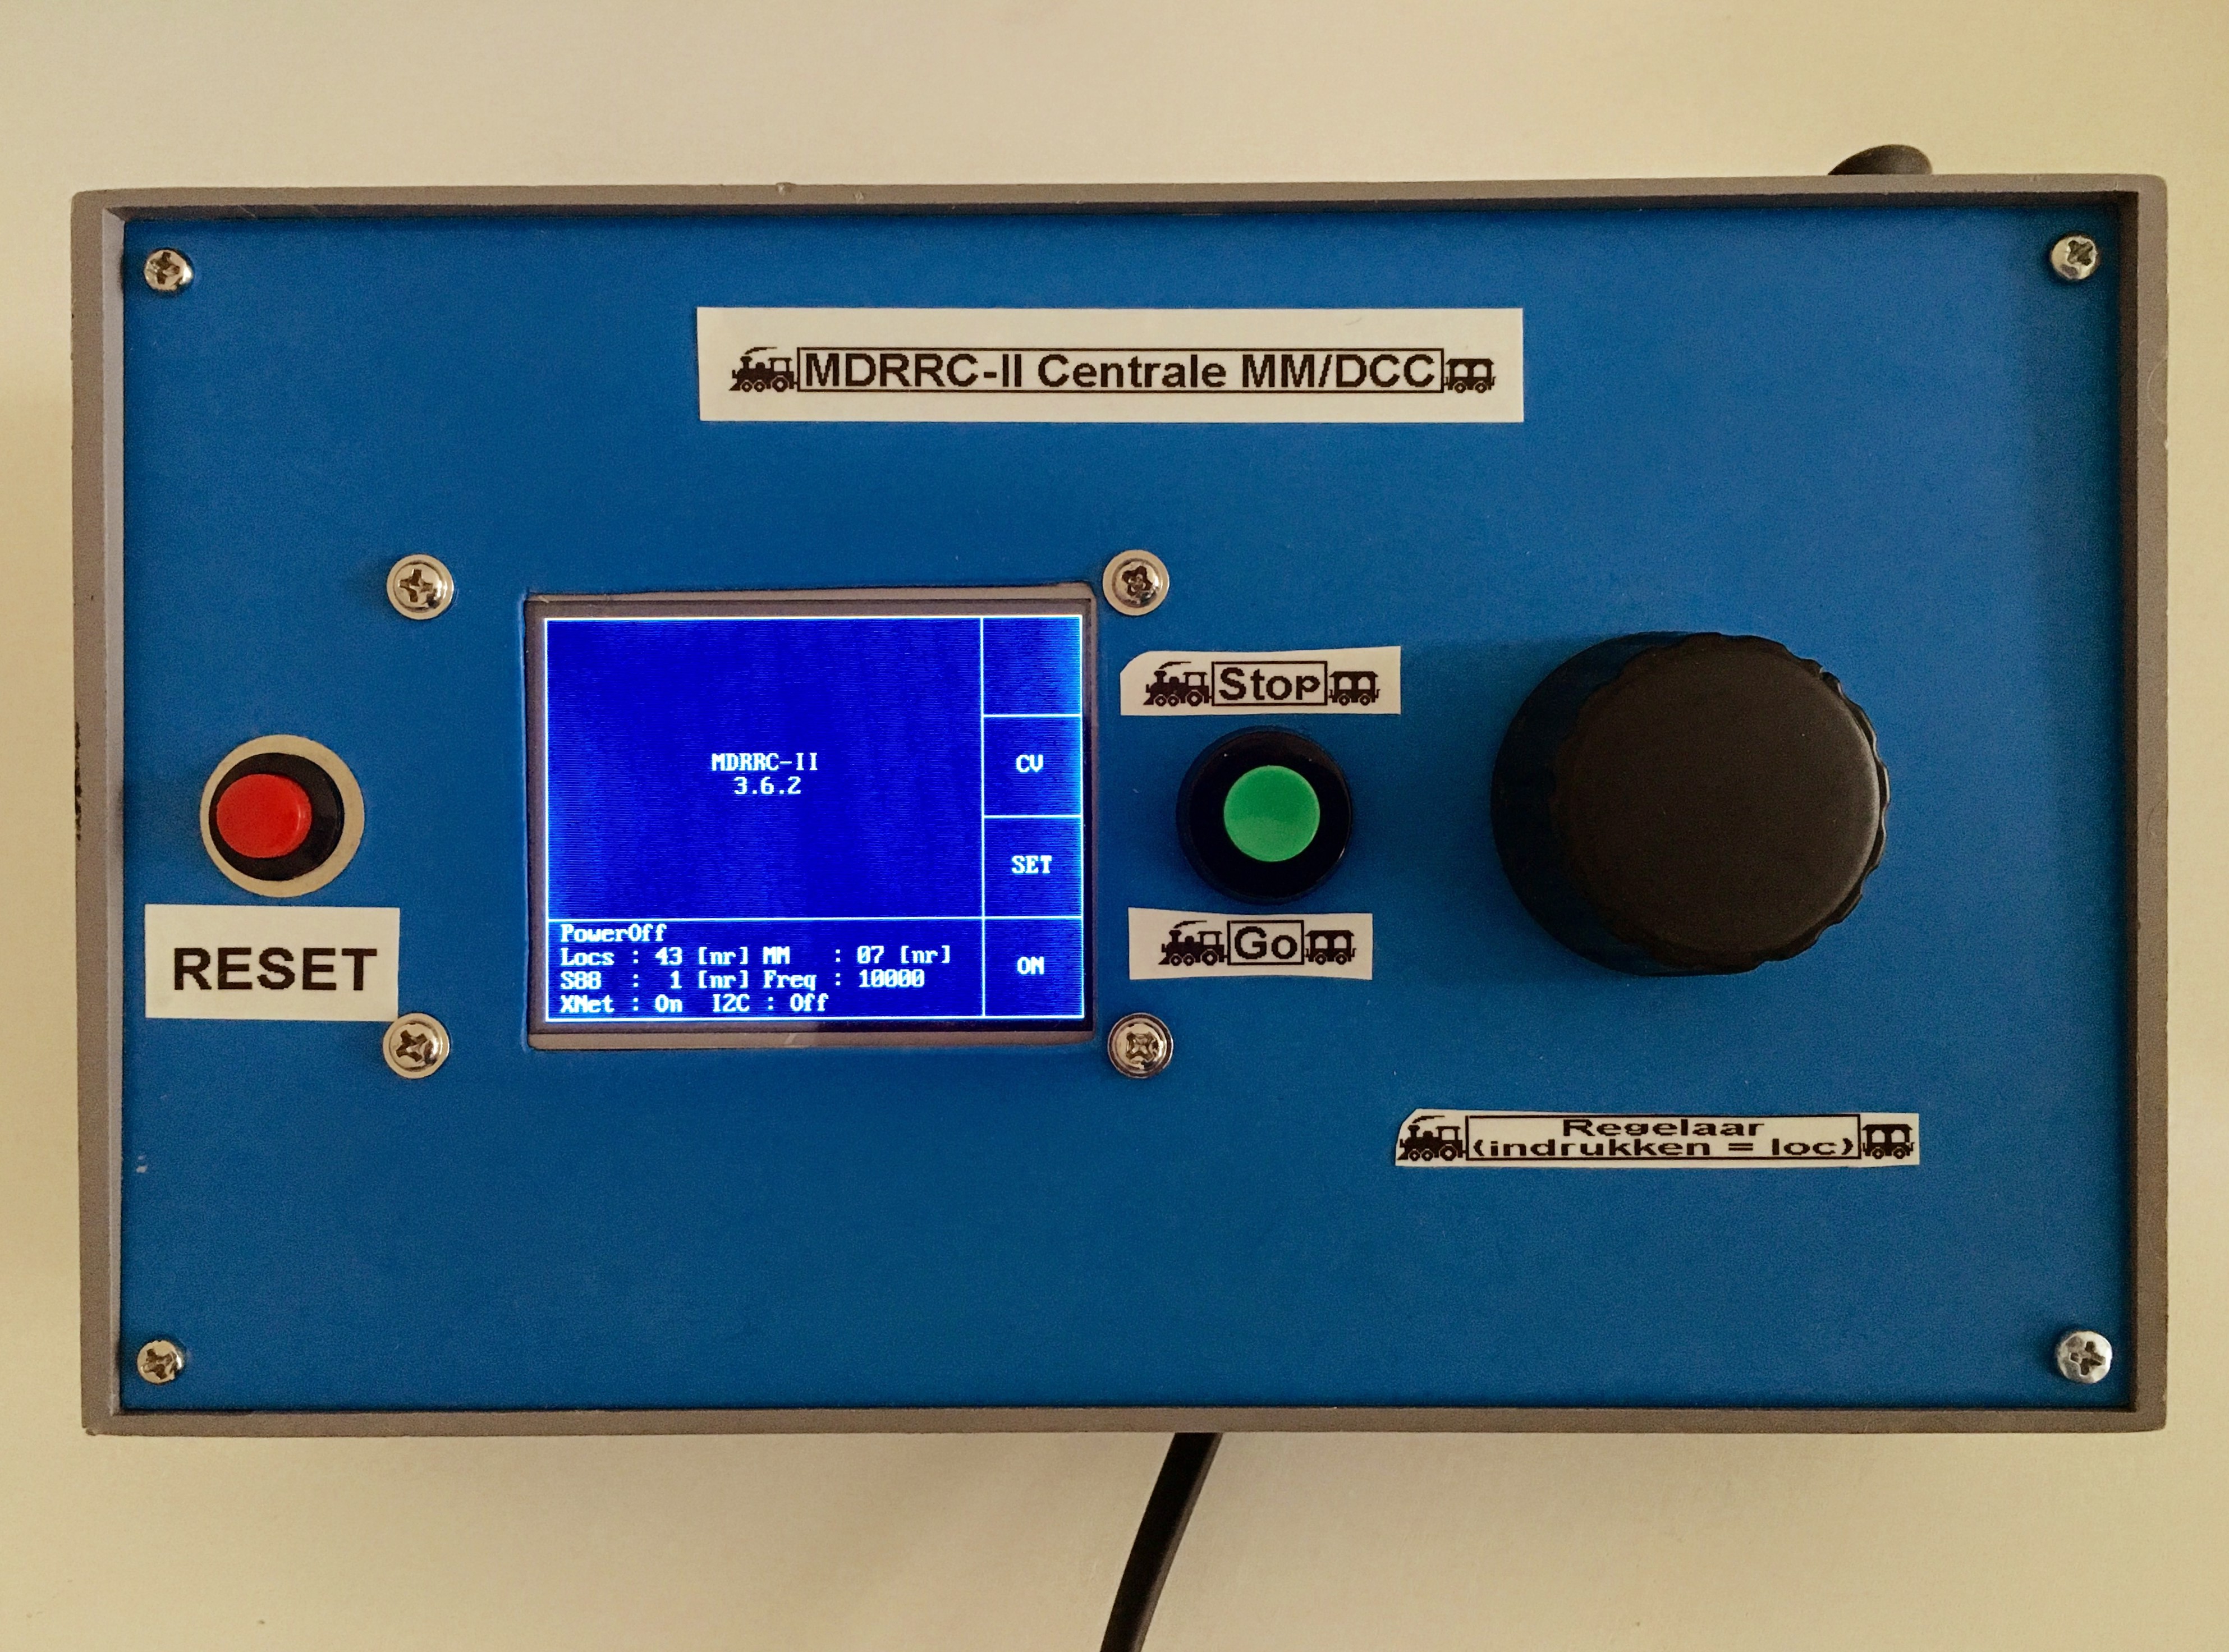 MDRRC-II Centrale MM/DCC
Stop
MDRRC-II
3.6.2
CV
SET
ON
PowerOff
Locs : 43 [nr] MM : 07 [nr]
S88 : 1 [nr] Freq : 10000
XNet : On I2C : Off
Go
RESET
Regelaar
(indrukken = loc)